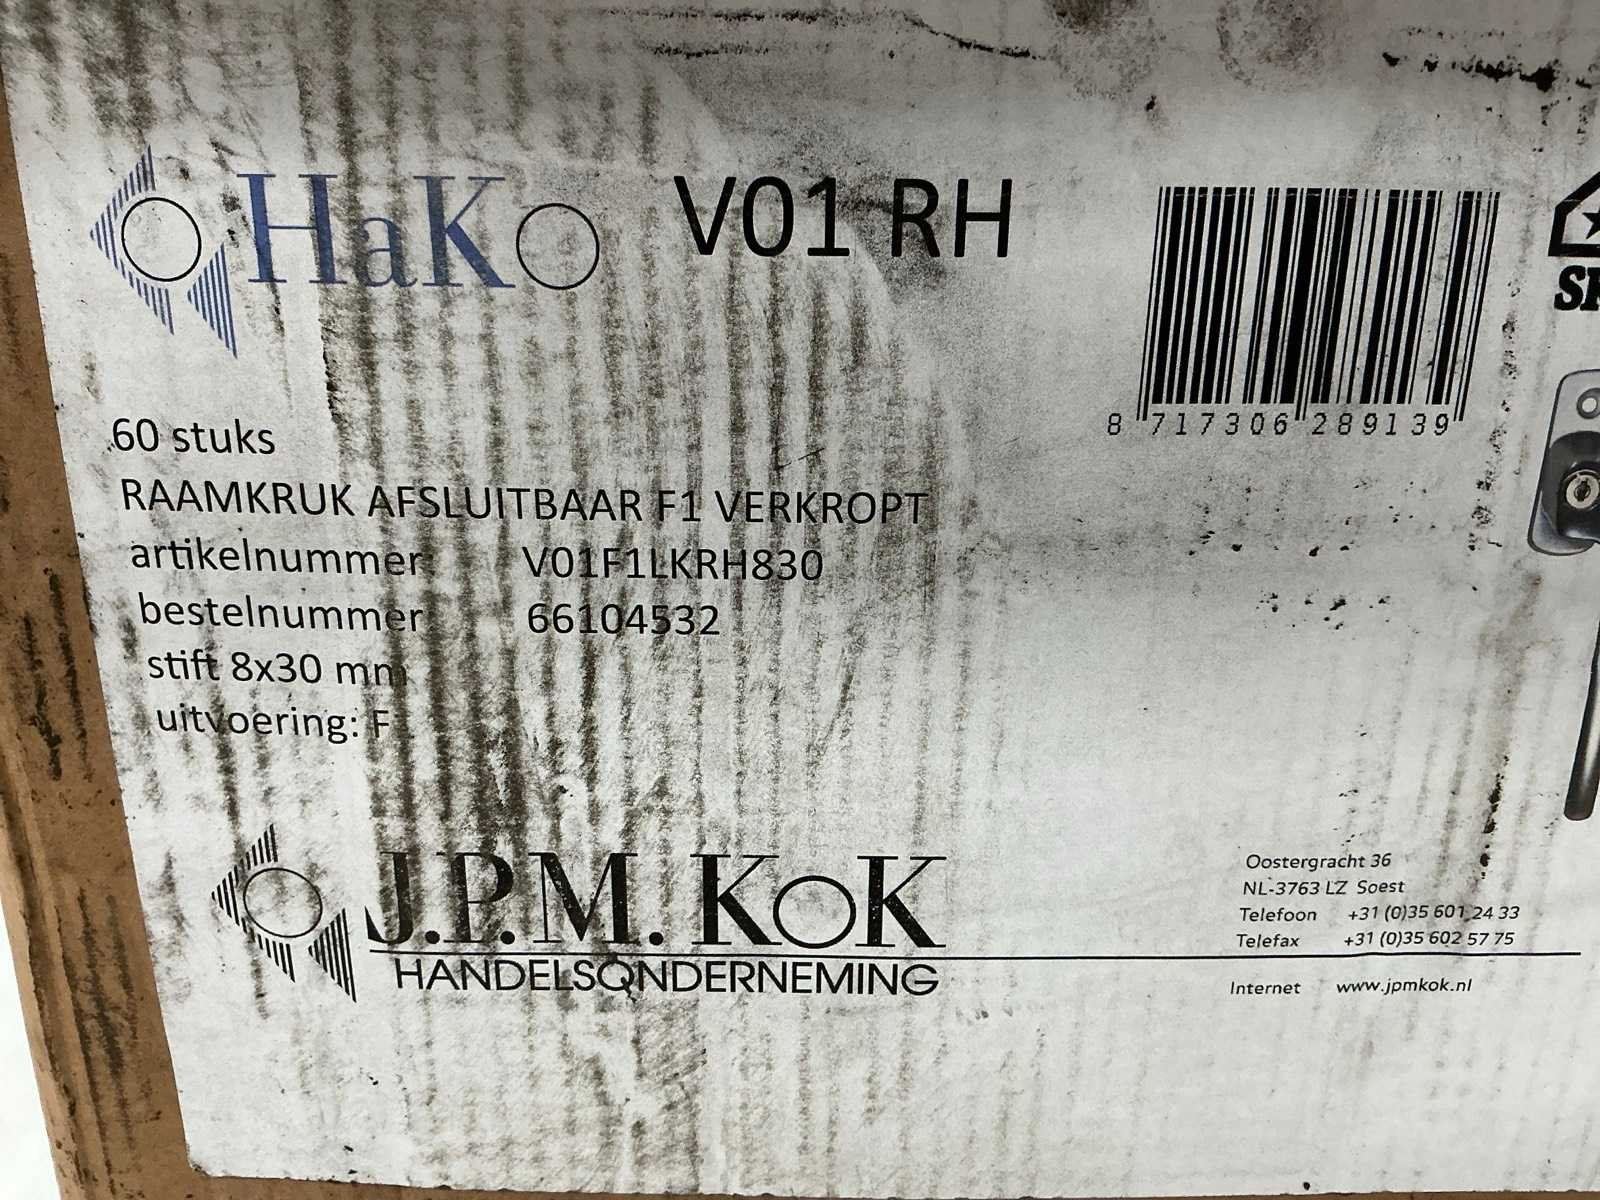 HaKo V01 RH
8 717306 289139
60 stuks
RAAMKRUK AFSLUITBAAR F1 VERKROPT
artikelnummer V01F1LKRH830
bestelnummer 66104532
stift 8x30 mm
uitvoering: F
J.P.M. KoK
HANDELSONDERNEMING
Oostergracht 36
NL-3763 LZ Soest
Telefoon +31 (0)35 601 24 33
Telefax +31 (0)35 602 57 75
Internet www.jpmkok.nl